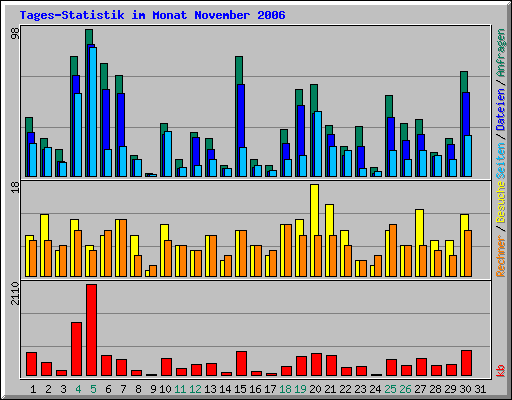 Tages-Statistik im Monat November 2006
98
18
2110
Rechner / Besuche Seiten / Dateien / Anfragen
kb
1 2 3 4 5 6 7 8 9 10 11 12 13 14 15 16 17 18 19 20 21 22 23 24 25 26 27 28 29 30 31